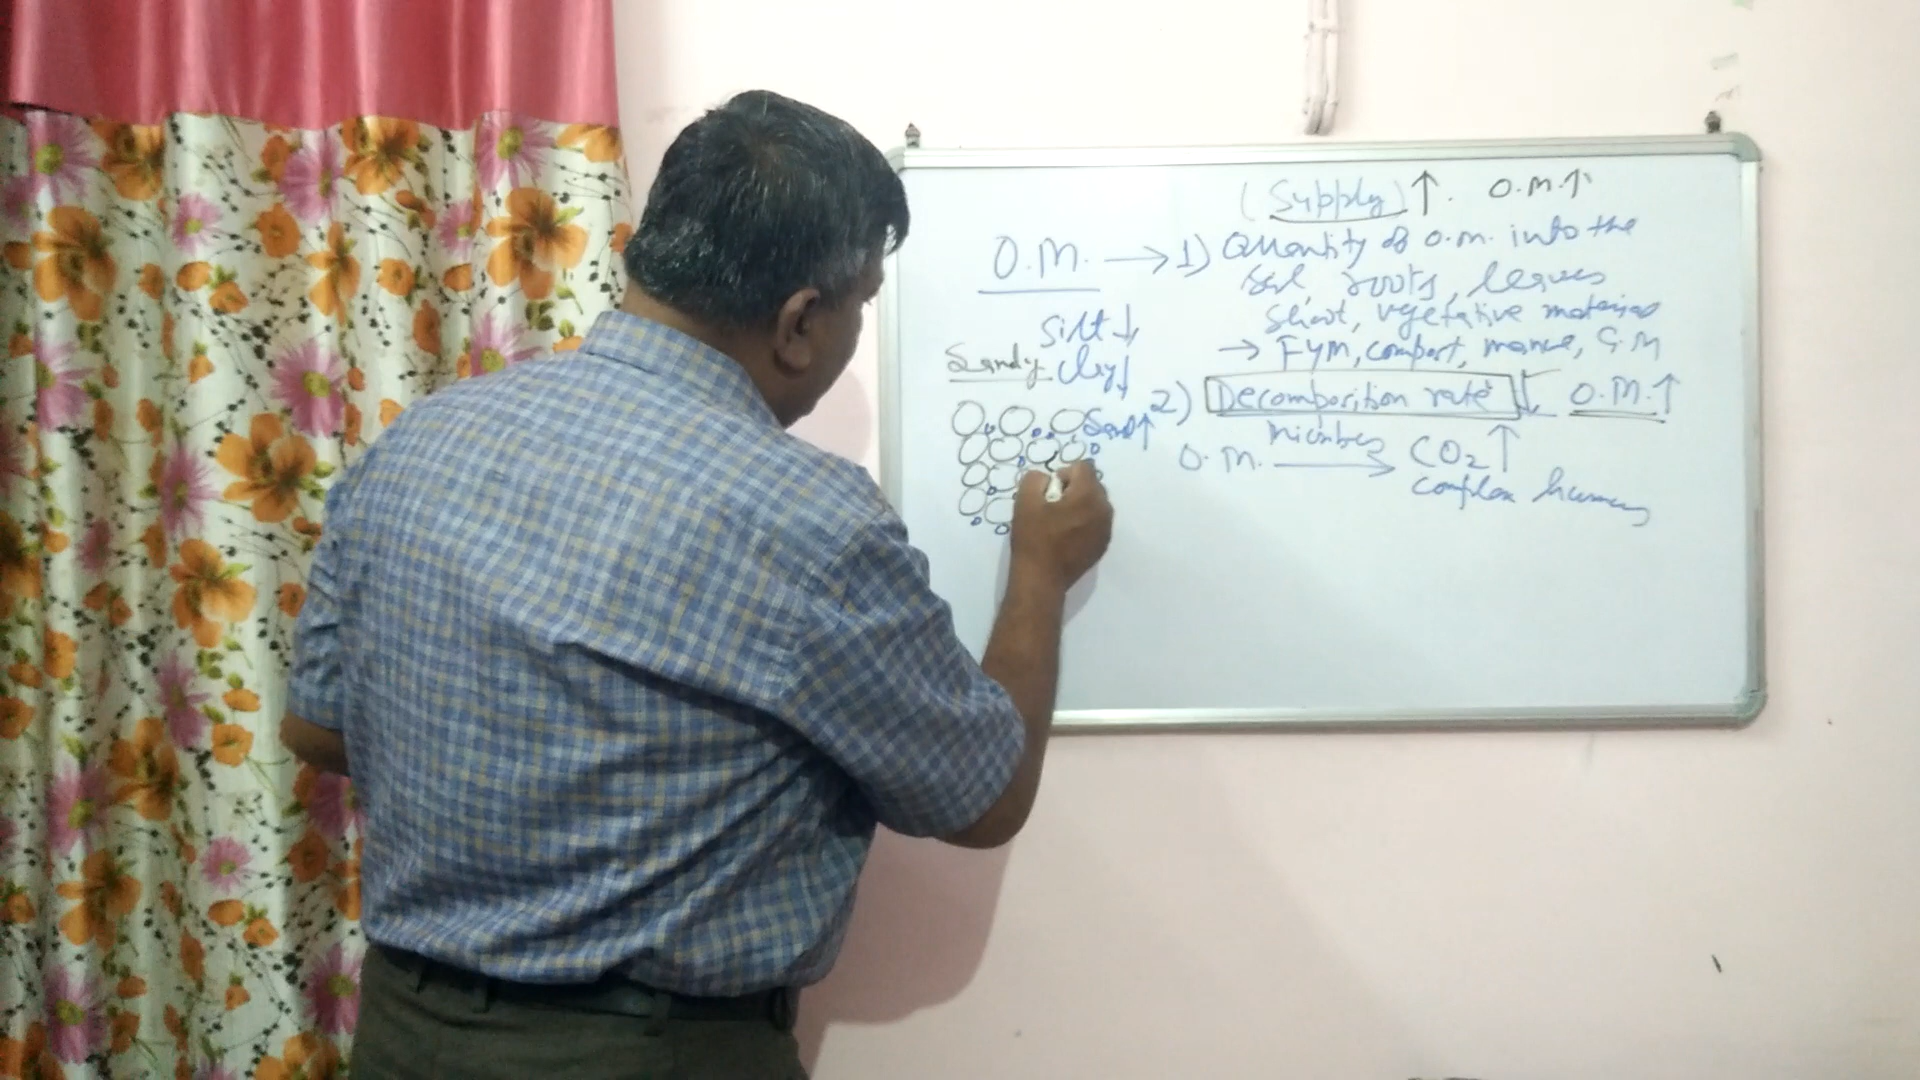 (Supply) ↑. O.M.↑
O.M. → 1) Quantity of O.m. into the
soil, roots, leaves
Silt ↓
shoot, vegetative materials
Sandy Clay ↓
→ FYM, compost, manure, G.M
2) Decomposition rate ↓ O.M.↑
Sand↑
microbes
O.M. → CO2↑
complex humus